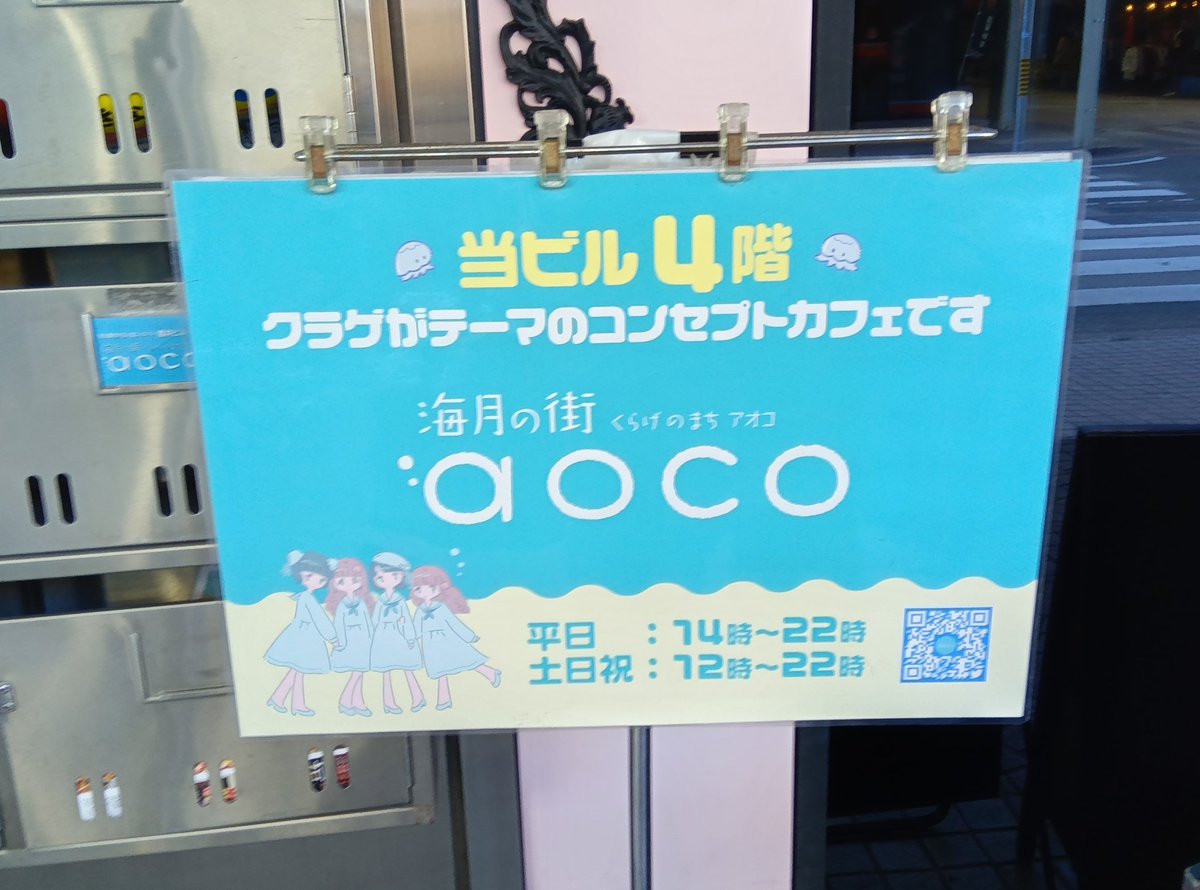 当ビル4階
クラゲがテーマのコンセプトカフェです
海月の街 くらげのまち アオコ
aoco
平日 : 14時~22時
土日祝 : 12時~22時
aoco